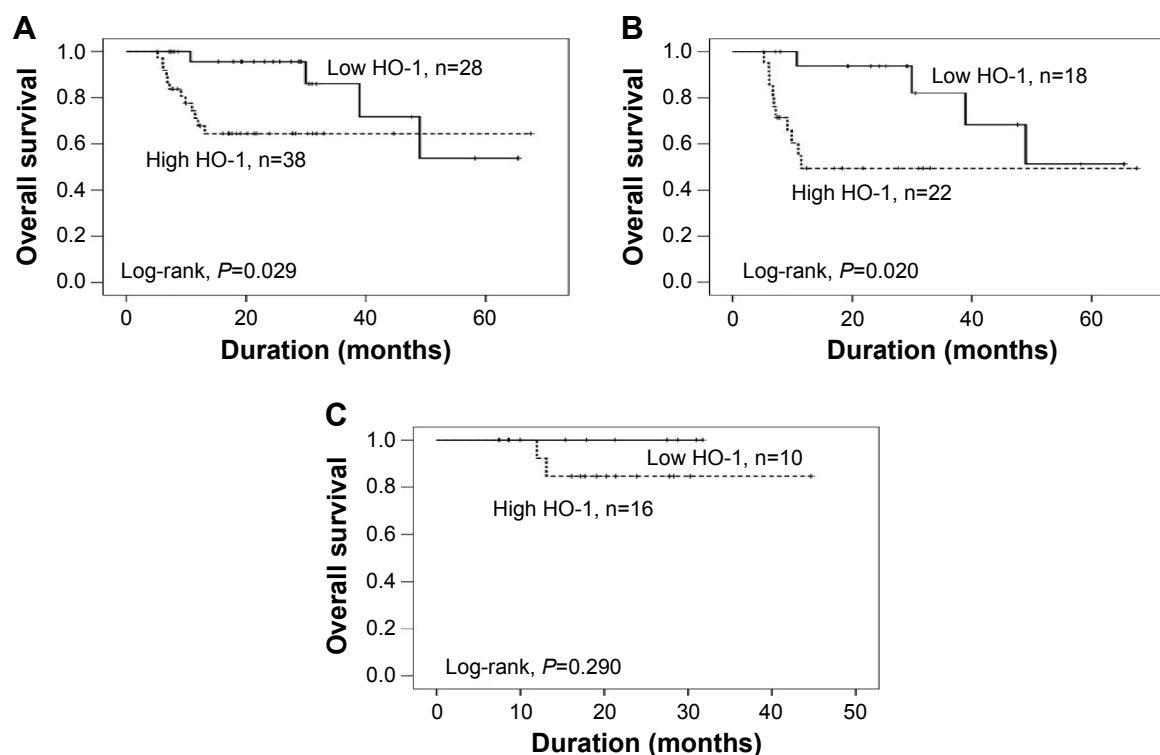 A
Overall survival
1.0
0.8
0.6
0.4
0.2
0.0
Low HO-1, n=28
High HO-1, n=38
Log-rank, P=0.029
0 20 40 60
Duration (months)
B
Overall survival
1.0
0.8
0.6
0.4
0.2
0.0
Low HO-1, n=18
High HO-1, n=22
Log-rank, P=0.020
0 20 40 60
Duration (months)
C
Overall survival
1.0
0.8
0.6
0.4
0.2
0.0
Low HO-1, n=10
High HO-1, n=16
Log-rank, P=0.290
0 10 20 30 40 50
Duration (months)